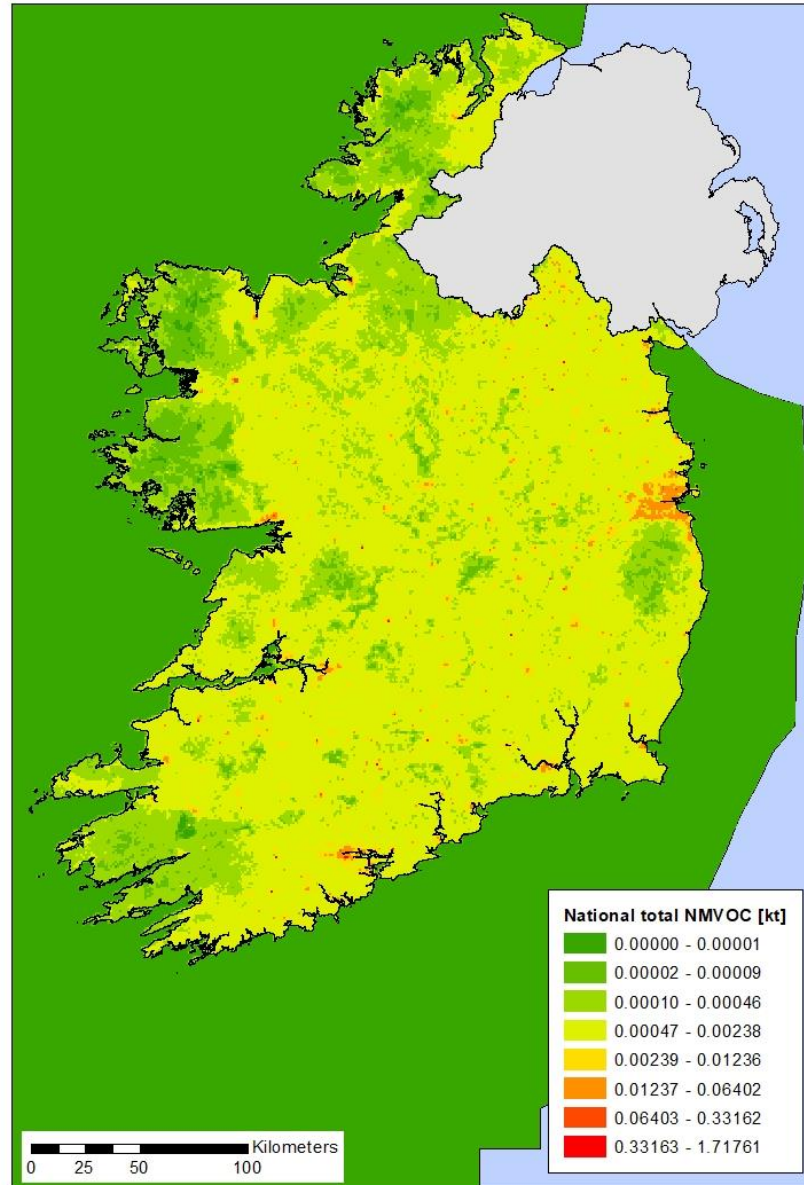 National total NMVOC [kt]
0.00000 - 0.00001
0.00002 - 0.00009
0.00010 - 0.00046
0.00047 - 0.00238
0.00239 - 0.01236
0.01237 - 0.06402
0.06403 - 0.33162
0.33163 - 1.71761
Kilometers
0 25 50 100